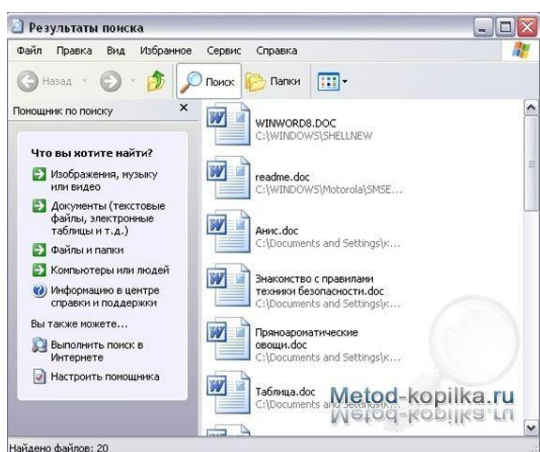 Результаты поиска
Файл Правка Вид Избранное Сервис Справка
Назад Поиск Папки
Помощник по поиску
Что вы хотите найти?
Изображения, музыку
или видео
Документы (текстовые
файлы, электронные
таблицы и т.д.)
Файлы и папки
Компьютеры или людей
Информацию в центре
справки и поддержки
Вы также можете...
Выполнить поиск в
Интернете
Настроить помощника
WINWORD8.DOC
C:\WINDOWS\SHELLNEW
readme.doc
C:\WINDOWS\Motorola\SMSE...
Анис.doc
C:\Documents and Settings\к...
Знакомство с правилами
техники безопасности.doc
C:\Documents and Settings\к...
Пряноароматические
овощи.doc
C:\Documents and Settings\к...
Таблица.doc
C:\Documents and Settings\к...
Metod-kopilka.ru
Найдено файлов: 20